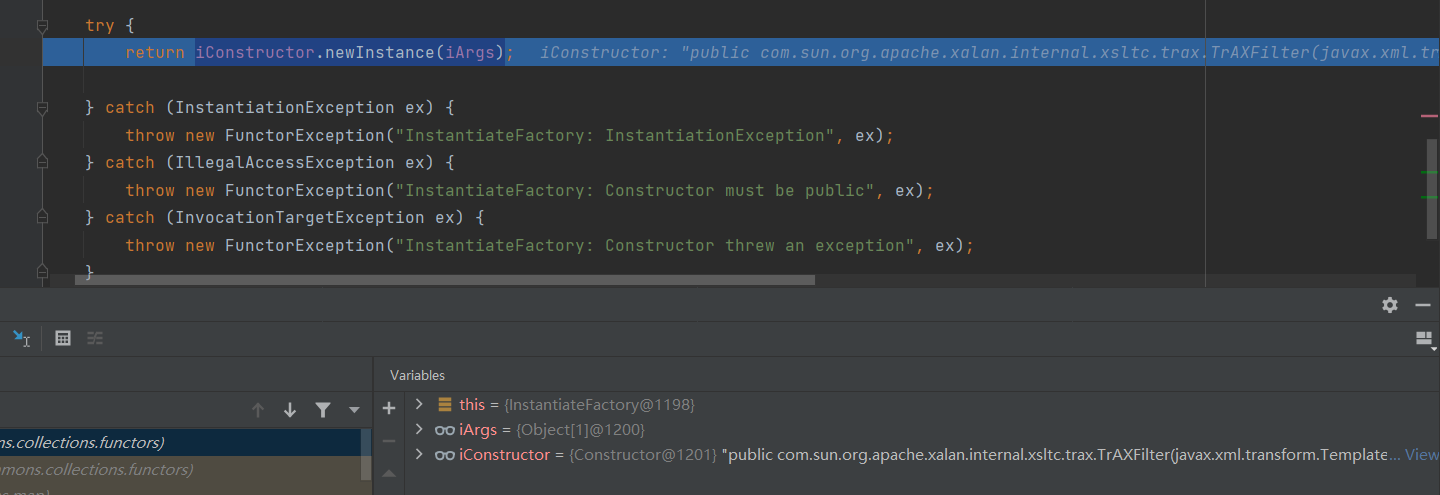 try {
return iConstructor.newInstance(iArgs); iConstructor: "public com.sun.org.apache.xalan.internal.xsltc.trax.TrAXFilter(javax.xml.tr
} catch (InstantiationException ex) {
throw new FunctorException("InstantiateFactory: InstantiationException", ex);
} catch (IllegalAccessException ex) {
throw new FunctorException("InstantiateFactory: Constructor must be public", ex);
} catch (InvocationTargetException ex) {
throw new FunctorException("InstantiateFactory: Constructor threw an exception", ex);
}
Variables
this = {InstantiateFactory@1198}
iArgs = {Object[1]@1200}
ns.collections.functors)
iConstructor = {Constructor@1201} "public com.sun.org.apache.xalan.internal.xsltc.trax.TrAXFilter(javax.xml.transform.Template... View
mmons.collections.functors)